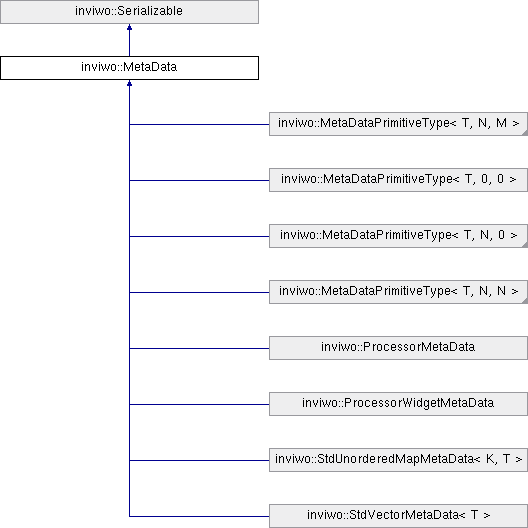 inviwo::Serializable
inviwo::MetaData
inviwo::MetaDataPrimitiveType< T, N, M >
inviwo::MetaDataPrimitiveType< T, 0, 0 >
inviwo::MetaDataPrimitiveType< T, N, 0 >
inviwo::MetaDataPrimitiveType< T, N, N >
inviwo::ProcessorMetaData
inviwo::ProcessorWidgetMetaData
inviwo::StdUnorderedMapMetaData< K, T >
inviwo::StdVectorMetaData< T >